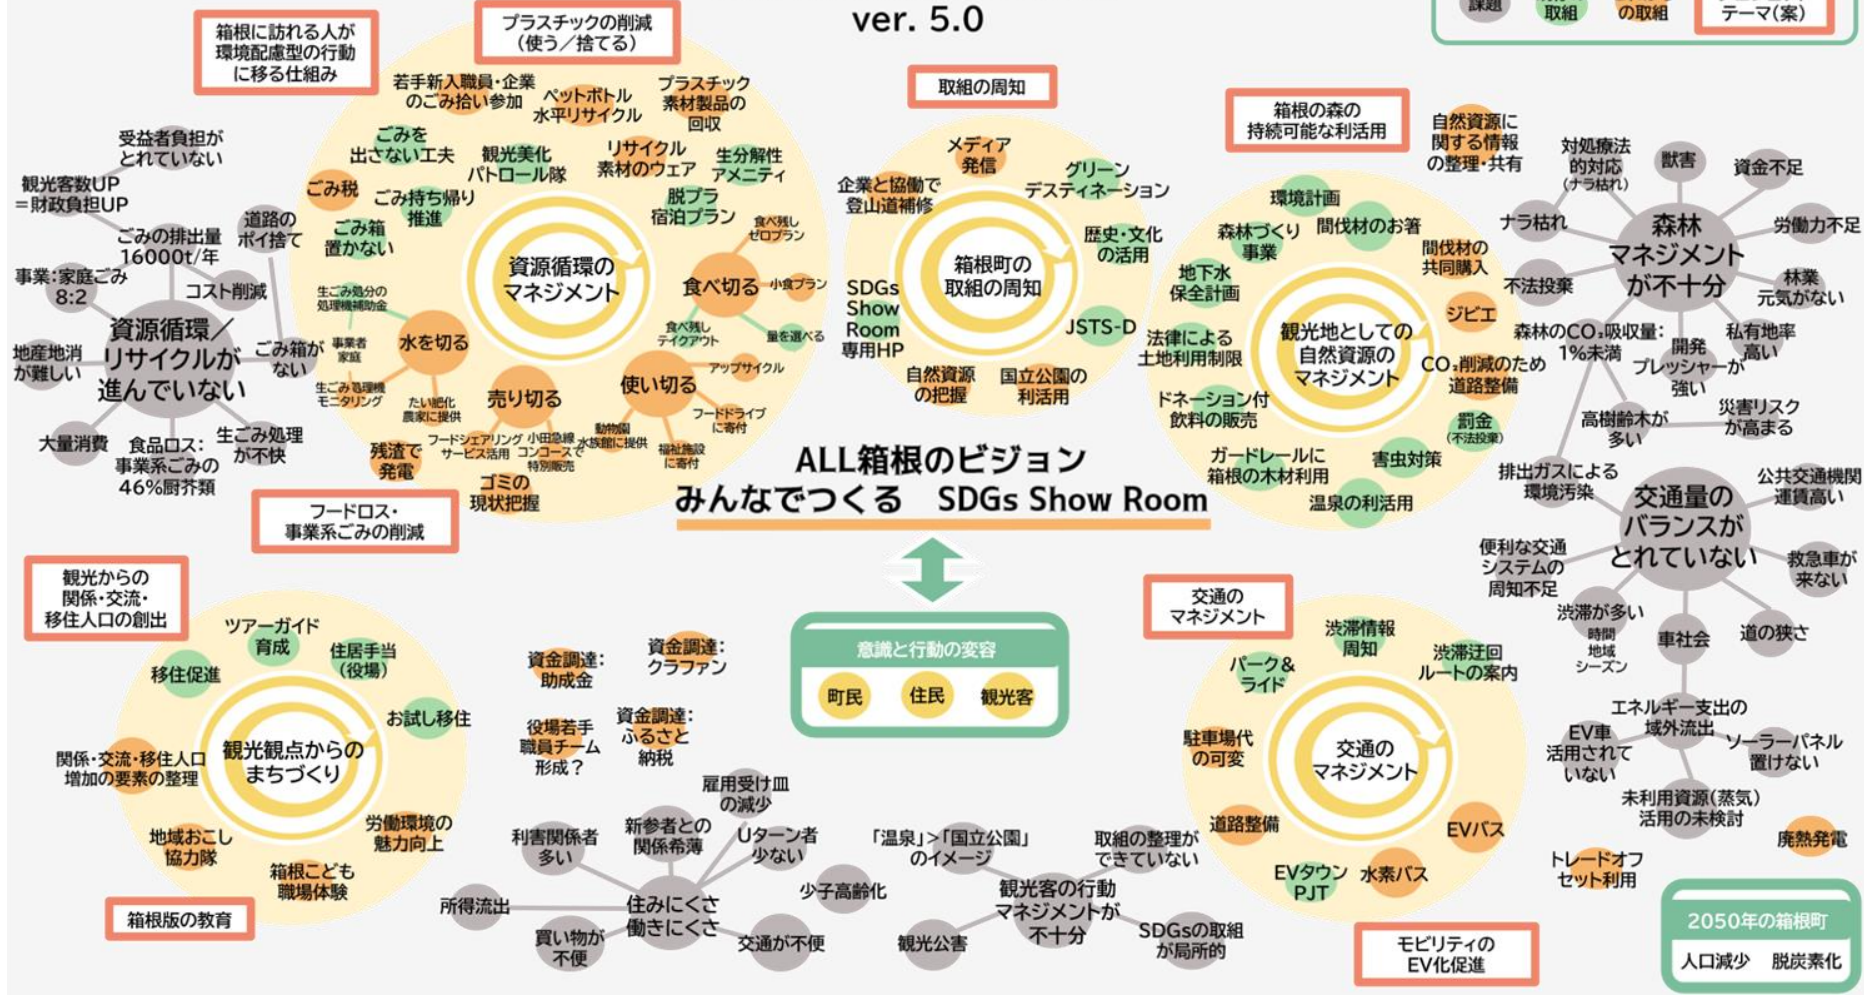 ver. 5.0
課題
取組
の取組
テーマ(案)
箱根に訪れる人が
環境配慮型の行動
に移る仕組み
プラスチックの削減
(使う／捨てる)
若手新入職員・企業
のごみ拾い参加
ペットボトル
水平リサイクル
プラスチック
素材製品の
回収
ごみを
出さない工夫
観光美化
パトロール隊
リサイクル
素材のウェア
生分解性
アメニティ
ごみ税
ごみ持ち帰り
推進
脱プラ
宿泊プラン
ごみ箱
置かない
資源循環の
マネジメント
食べ残し
ゼロプラン
食べ切る
小食プラン
食べ残し
テイクアウト
量を選べる
生ごみ処分の
処理機補助金
水を切る
事業者
家庭
生ごみ処理機
モニタリング
たい肥化
農家に提供
売り切る
フードシェアリング
サービス活用
小田急線
コンコースで
特別販売
使い切る
アップサイクル
フードドライブ
に寄付
動物園
水族館に提供
福祉施設
に寄付
残渣で
発電
ゴミの
現状把握
フードロス・
事業系ごみの削減
受益者負担が
とれていない
観光客数UP
=財政負担UP
道路の
ポイ捨て
ごみの排出量
16000t/年
事業:家庭ごみ
8:2
コスト削減
資源循環／
リサイクルが
進んでいない
地産地消
が難しい
ごみ箱が
ない
大量消費
食品ロス:
事業系ごみの
46%厨芥類
生ごみ処理
が不快
取組の周知
メディア
発信
グリーン
デスティネーション
企業と協働で
登山道補修
歴史・文化
の活用
箱根町の
取組の周知
SDGs
Show
Room
専用HP
JSTS-D
自然資源
の把握
国立公園の
利活用
箱根の森の
持続可能な利活用
自然資源に
関する情報
の整理・共有
環境計画
間伐材のお箸
森林づくり
事業
間伐材の
共同購入
地下水
保全計画
ジビエ
観光地としての
自然資源の
マネジメント
法律による
土地利用制限
CO₂削減のため
道路整備
ドネーション付
飲料の販売
罰金
(不法投棄)
ガードレールに
箱根の木材利用
害虫対策
温泉の利活用
対処療法
的対応
(ナラ枯れ)
獣害
資金不足
ナラ枯れ
森林
マネジメント
が不十分
労働力不足
不法投棄
林業
元気がない
森林のCO₂吸収量:
1%未満
開発
プレッシャーが
強い
私有地率
高い
高樹齢木が
多い
災害リスク
が高まる
排出ガスによる
環境汚染
交通量の
バランスが
とれていない
公共交通機関
運賃高い
便利な交通
システムの
周知不足
救急車が
来ない
渋滞が多い
時間
地域
シーズン
車社会
道の狭さ
エネルギー支出の
域外流出
EV車
活用されて
いない
ソーラーパネル
置けない
未利用資源(蒸気)
活用の未検討
ALL箱根のビジョン
みんなでつくる　SDGs Show Room
意識と行動の変容
町民
住民
観光客
観光からの
関係・交流・
移住人口の創出
ツアーガイド
育成
住居手当
(役場)
移住促進
お試し移住
観光観点からの
まちづくり
関係・交流・移住人口
増加の要素の整理
地域おこし
協力隊
労働環境の
魅力向上
箱根こども
職場体験
箱根版の教育
資金調達:
助成金
資金調達:
クラファン
役場若手
職員チーム
形成？
資金調達:
ふるさと
納税
雇用受け皿
の減少
利害関係者
多い
新参者との
関係希薄
Uターン者
少ない
所得流出
住みにくさ
働きにくさ
少子高齢化
買い物が
不便
交通が不便
「温泉」>「国立公園」
のイメージ
取組の整理が
できていない
観光客の行動
マネジメントが
不十分
観光公害
SDGsの取組
が局所的
交通の
マネジメント
渋滞情報
周知
パーク&
ライド
渋滞迂回
ルートの案内
駐車場代
の可変
交通の
マネジメント
道路整備
EVバス
EVタウン
PJT
水素バス
モビリティの
EV化促進
トレードオフ
セット利用
廃熱発電
2050年の箱根町
人口減少　脱炭素化